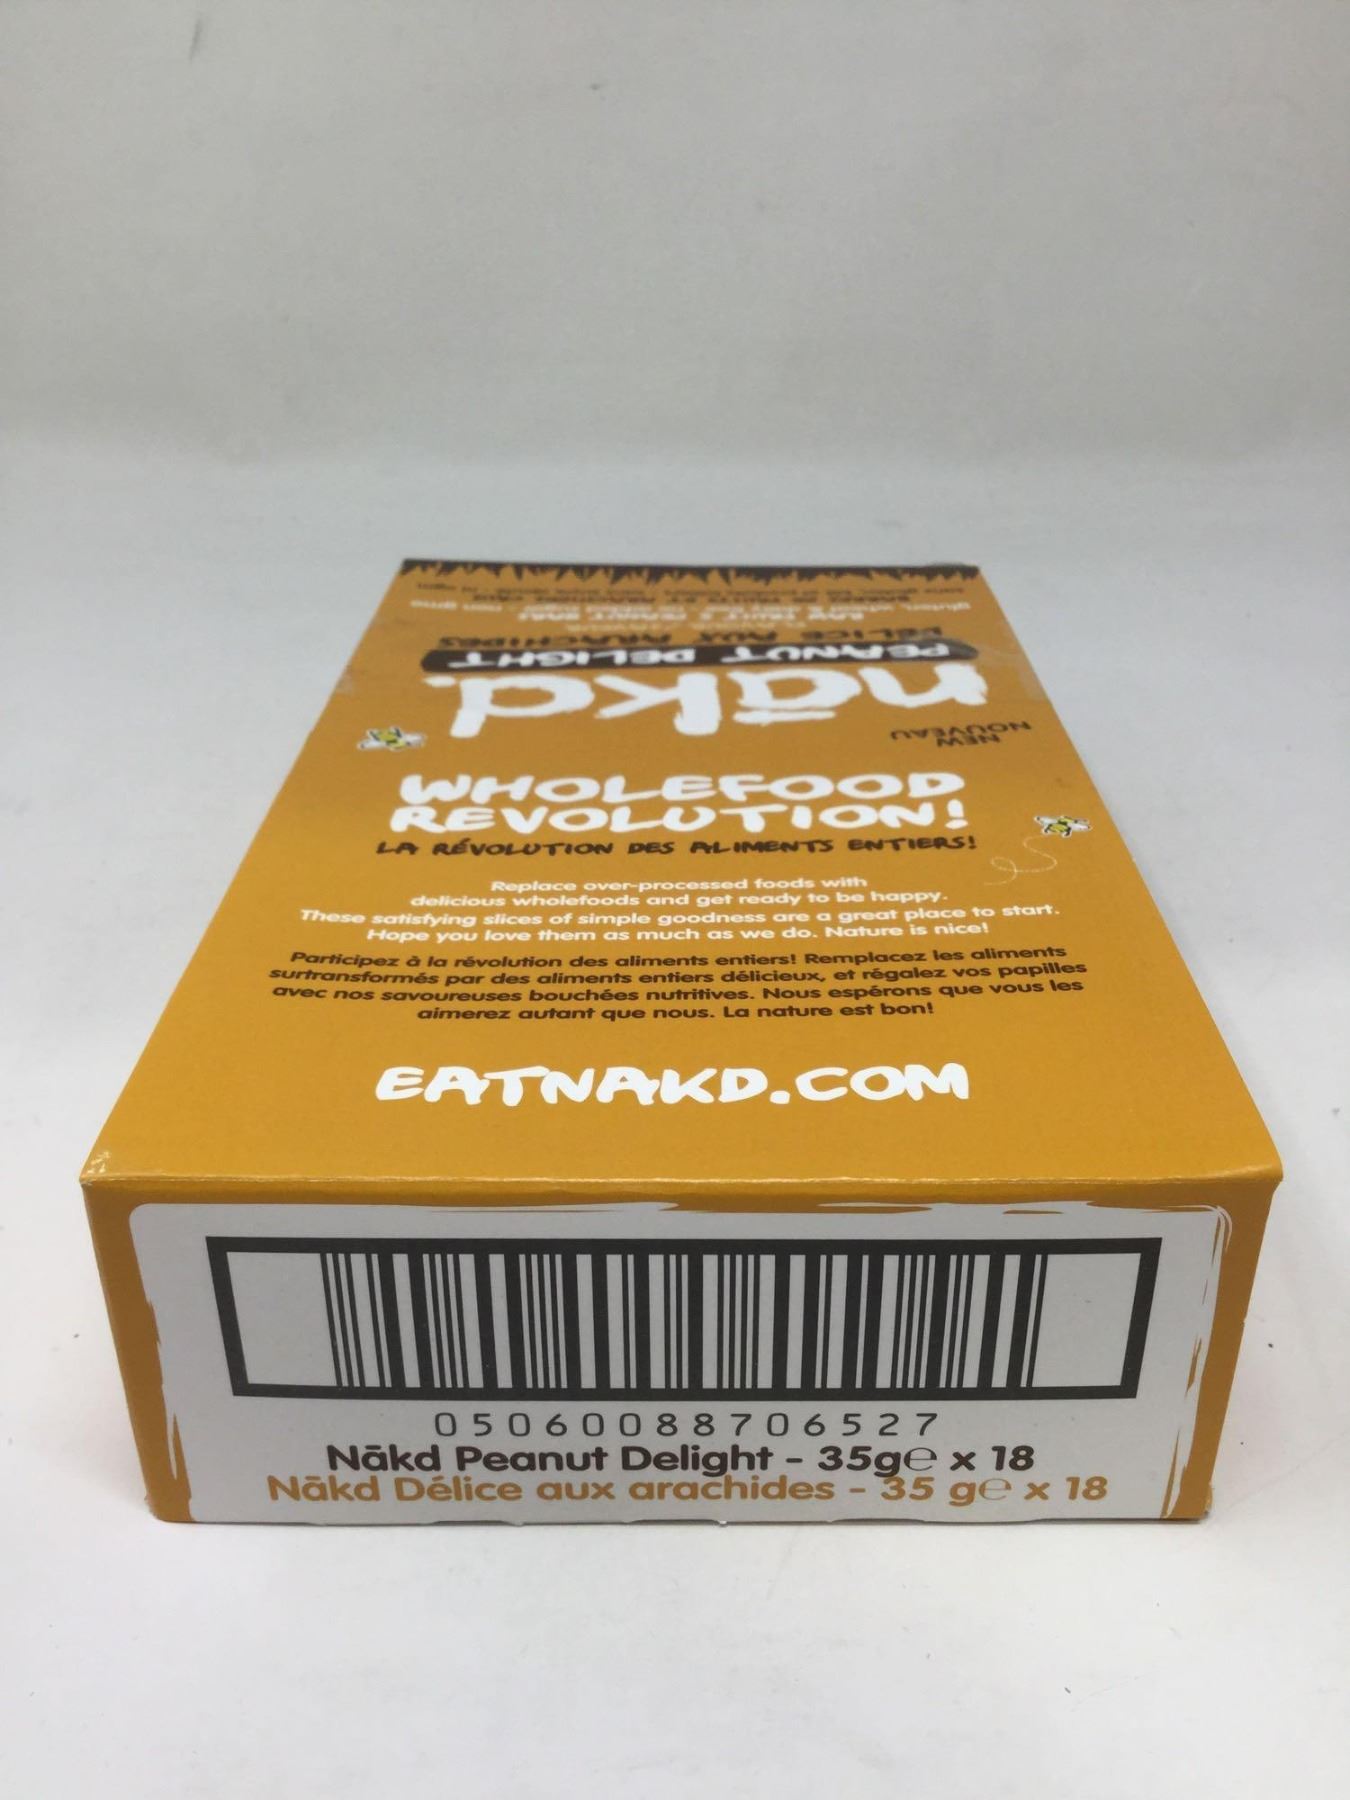 nākd.
PEANUT DELIGHT
DÉLICE AUX ARACHIDES
RAW FRUIT & PEANUT BARS
NEW
NOUVEAU
WHOLEFOOD
REVOLUTION!
LA RÉVOLUTION DES ALIMENTS ENTIERS!
Replace over-processed foods with
delicious wholefoods and get ready to be happy.
These satisfying slices of simple goodness are a great place to start.
Hope you love them as much as we do. Nature is nice!
Participez à la révolution des aliments entiers! Remplacez les aliments
surtransformés par des aliments entiers délicieux, et régalez vos papilles
avec nos savoureuses bouchées nutritives. Nous espérons que vous les
aimerez autant que nous. La nature est bon!
EATNAKD.COM
05060088706527
Nākd Peanut Delight - 35g℮ x 18
Nākd Délice aux arachides - 35 g℮ x 18